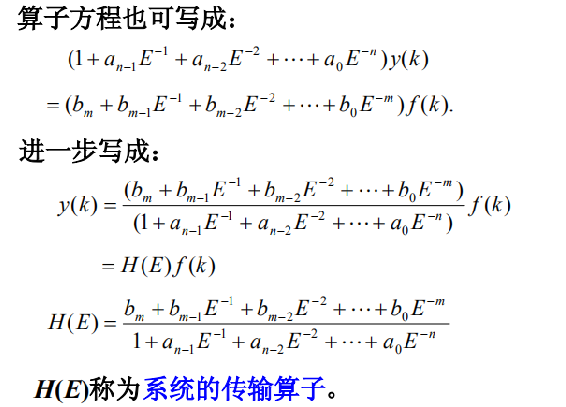 算子方程也可写成：
(1+a_{n-1}E^{-1}+a_{n-2}E^{-2}+⋯+a_0E^{-n})y(k)
=(b_m+b_{m-1}E^{-1}+b_{m-2}E^{-2}+⋯+b_0E^{-m})f(k).
进一步写成：
y(k)=\frac{(b_m+b_{m-1}E^{-1}+b_{m-2}E^{-2}+⋯+b_0E^{-m})}{(1+a_{n-1}E^{-1}+a_{n-2}E^{-2}+⋯+a_0E^{-n})}f(k)
=H(E)f(k)
H(E)=\frac{b_m+b_{m-1}E^{-1}+b_{m-2}E^{-2}+⋯+b_0E^{-m}}{1+a_{n-1}E^{-1}+a_{n-2}E^{-2}+⋯+a_0E^{-n}}
H(E)称为系统的传输算子。